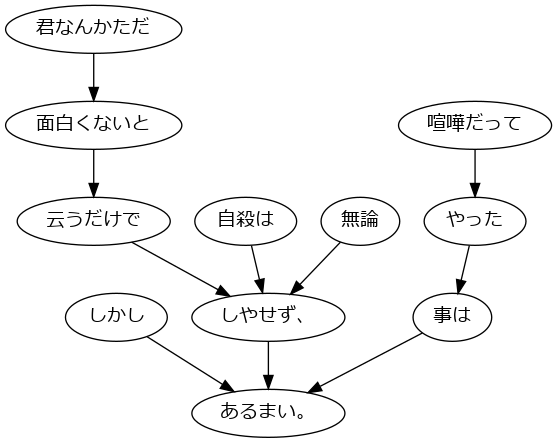 君なんかただ
面白くないと
喧嘩だって
云うだけで
自殺は
無論
やった
しかし
しやせず、
事は
あるまい。